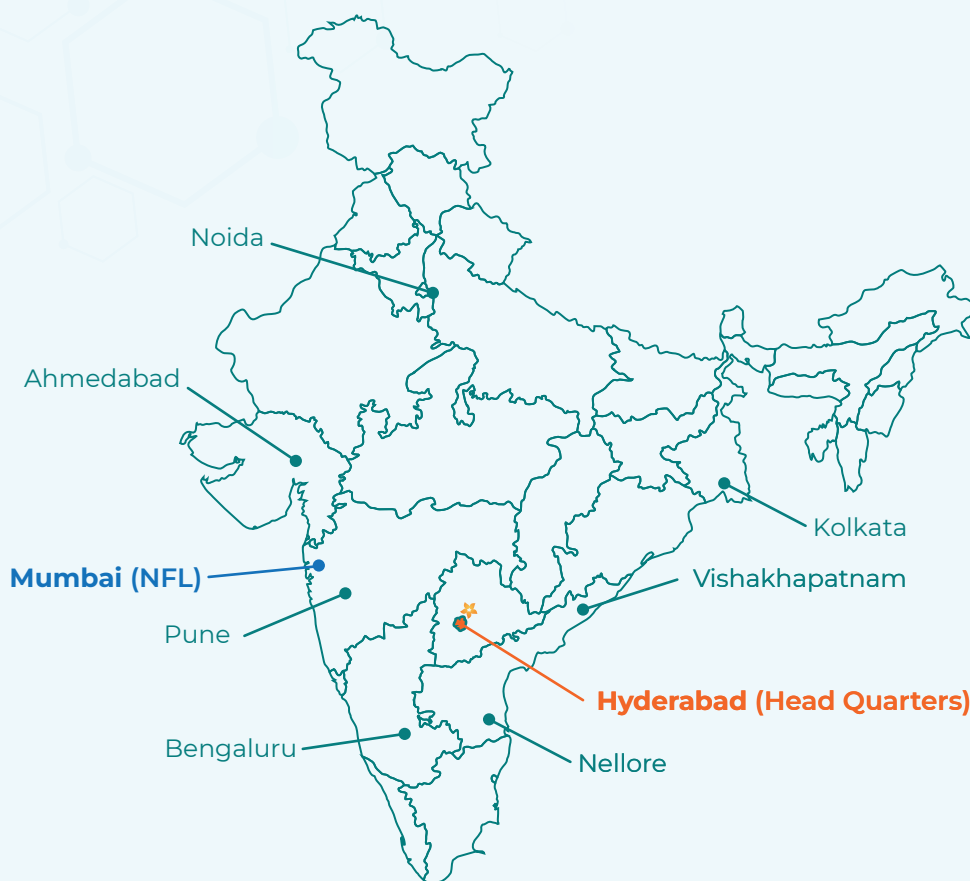 Noida
Ahmedabad
Kolkata
Mumbai (NFL)
Vishakhapatnam
Pune
Hyderabad (Head Quarters)
Bengaluru
Nellore